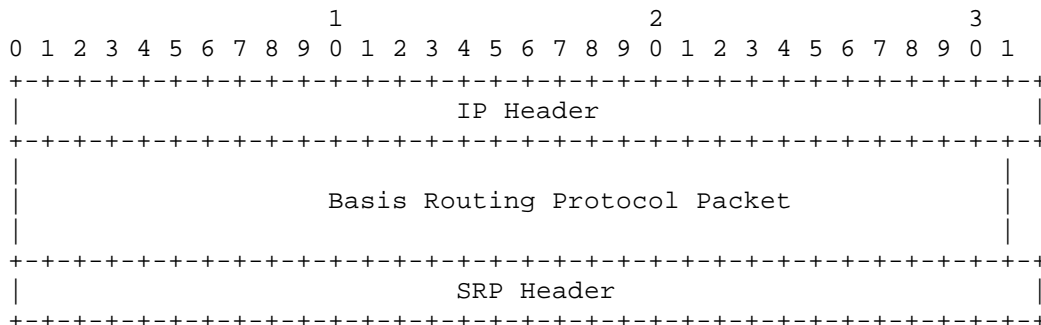 1                   2                   3
0 1 2 3 4 5 6 7 8 9 0 1 2 3 4 5 6 7 8 9 0 1 2 3 4 5 6 7 8 9 0 1
+-+-+-+-+-+-+-+-+-+-+-+-+-+-+-+-+-+-+-+-+-+-+-+-+-+-+-+-+-+-+-+-+
|                           IP Header                           |
+-+-+-+-+-+-+-+-+-+-+-+-+-+-+-+-+-+-+-+-+-+-+-+-+-+-+-+-+-+-+-+-+
|                                                             |
|                   Basis Routing Protocol Packet             |
|                                                             |
+-+-+-+-+-+-+-+-+-+-+-+-+-+-+-+-+-+-+-+-+-+-+-+-+-+-+-+-+-+-+-+-+
|                           SRP Header                          |
+-+-+-+-+-+-+-+-+-+-+-+-+-+-+-+-+-+-+-+-+-+-+-+-+-+-+-+-+-+-+-+-+